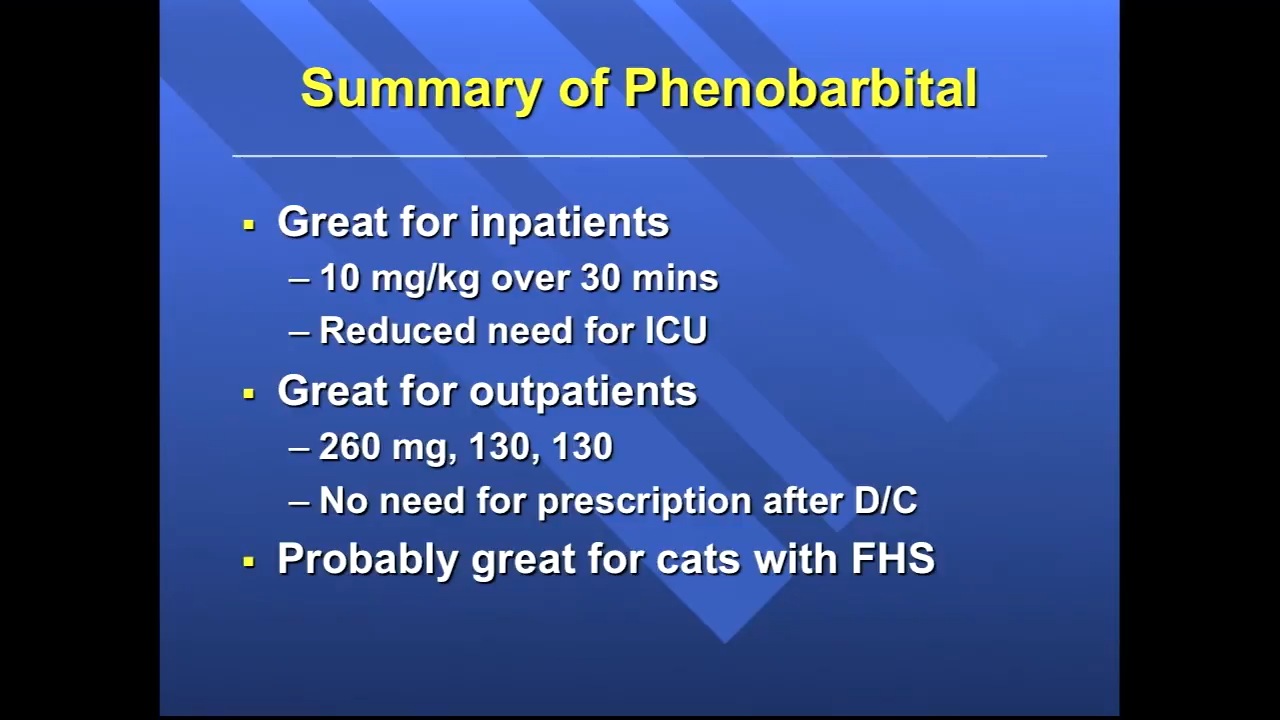 Summary of Phenobarbital
▪ Great for inpatients
– 10 mg/kg over 30 mins
– Reduced need for ICU
▪ Great for outpatients
– 260 mg, 130, 130
– No need for prescription after D/C
▪ Probably great for cats with FHS